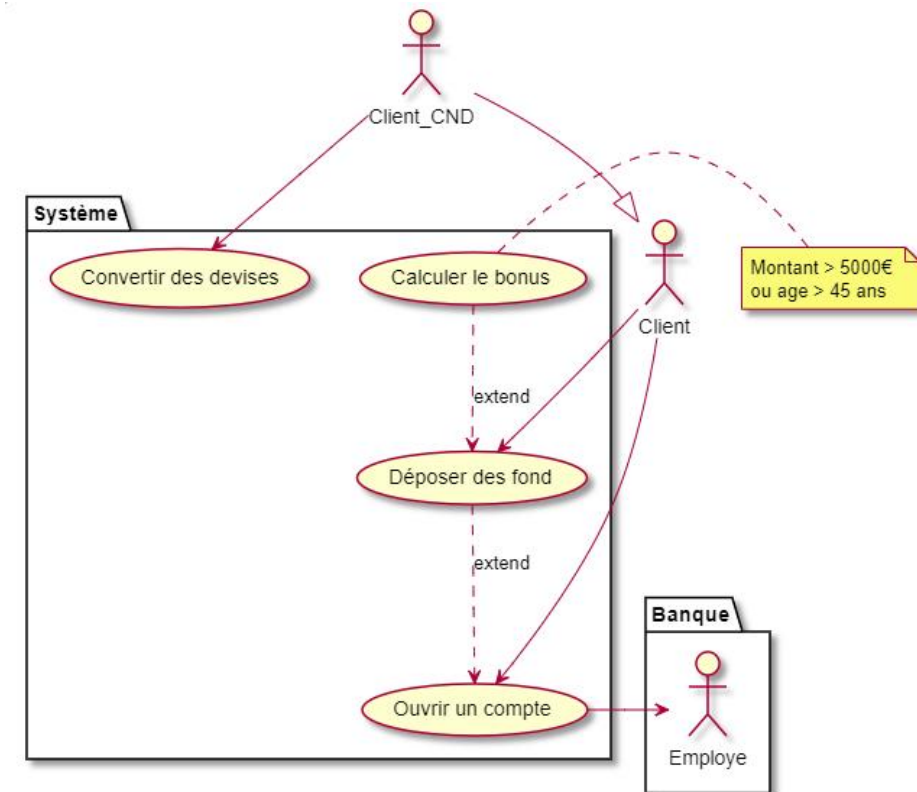 Client_CND
Système
Convertir des devises
Calculer le bonus
Montant > 5000€
ou age > 45 ans
Client
extend
Déposer des fond
extend
Banque
Ouvrir un compte
Employe